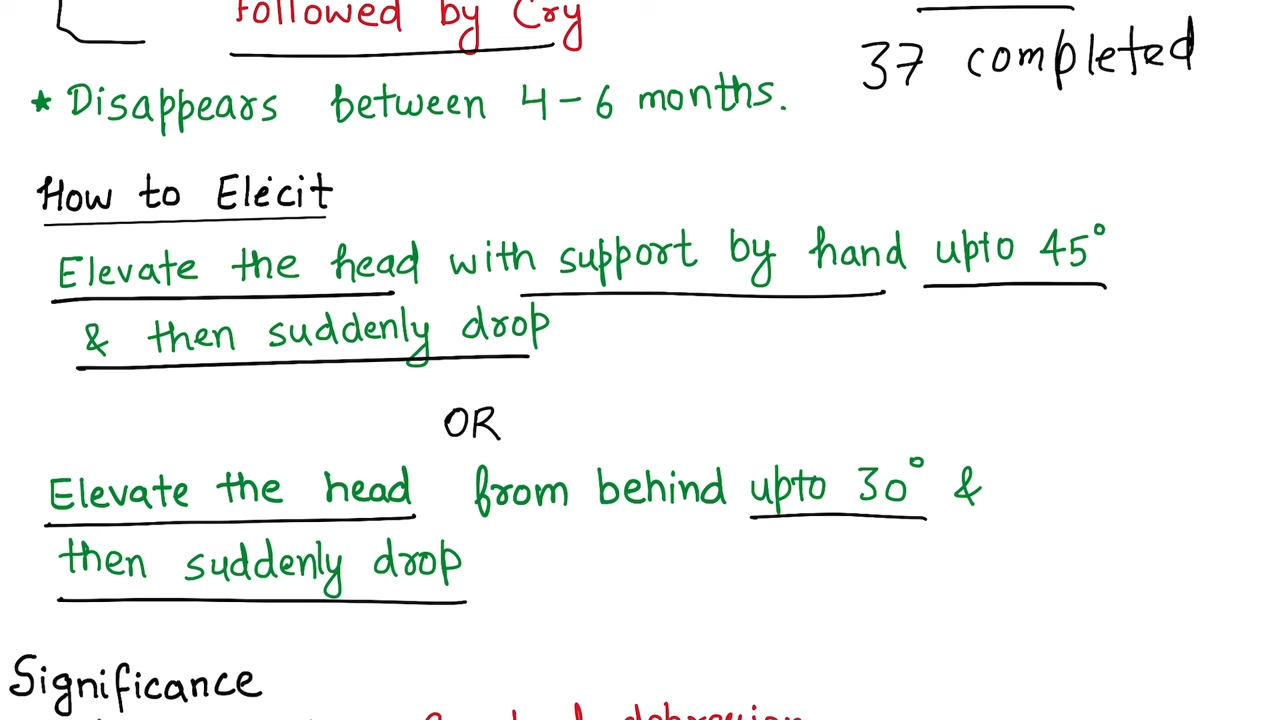 Followed by Cry
37 completed
* Disappears between 4-6 months.
How to Elecit
Elevate the head with support by hand upto 45°
& then suddenly drop
OR
Elevate the head from behind upto 30° &
then suddenly drop
Significance